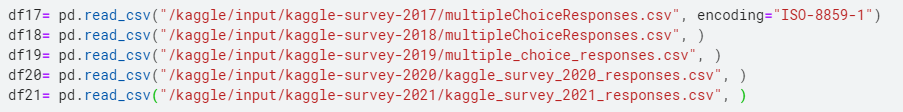 df17= pd.read_csv("/kaggle/input/kaggle-survey-2017/multipleChoiceResponses.csv", encoding="ISO-8859-1")
df18= pd.read_csv("/kaggle/input/kaggle-survey-2018/multipleChoiceResponses.csv", )
df19= pd.read_csv("/kaggle/input/kaggle-survey-2019/multiple_choice_responses.csv", )
df20= pd.read_csv("/kaggle/input/kaggle-survey-2020/kaggle_survey_2020_responses.csv", )
df21= pd.read_csv("/kaggle/input/kaggle-survey-2021/kaggle_survey_2021_responses.csv", )